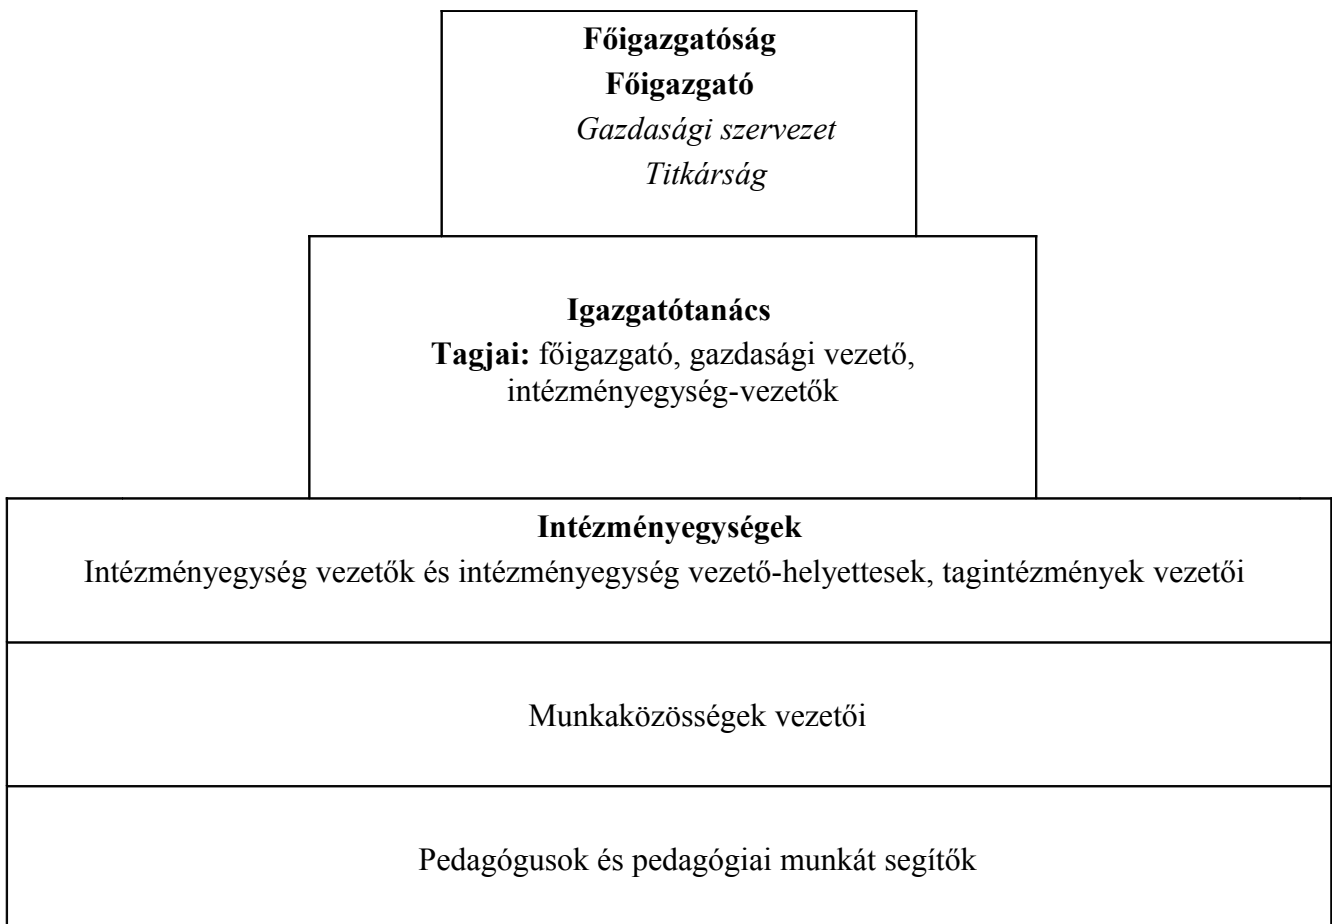 Főigazgatóság
Főigazgató
Gazdasági szervezet
Titkárság
Igazgatótanács
Tagjai: főigazgató, gazdasági vezető,
intézményegység-vezetők
Intézményegységek
Intézményegység vezetők és intézményegység vezető-helyettesek, tagintézmények vezetői
Munkaközösségek vezetői
Pedagógusok és pedagógiai munkát segítők